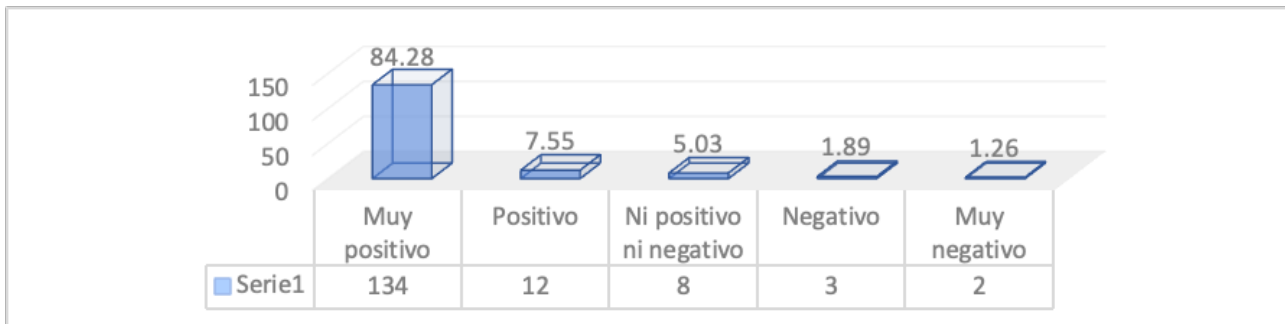 84.28
7.55
5.03
1.89
1.26
150
100
50
0
Muy positivo
Positivo
Ni positivo ni negativo
Negativo
Muy negativo
Serie1 134 12 8 3 2